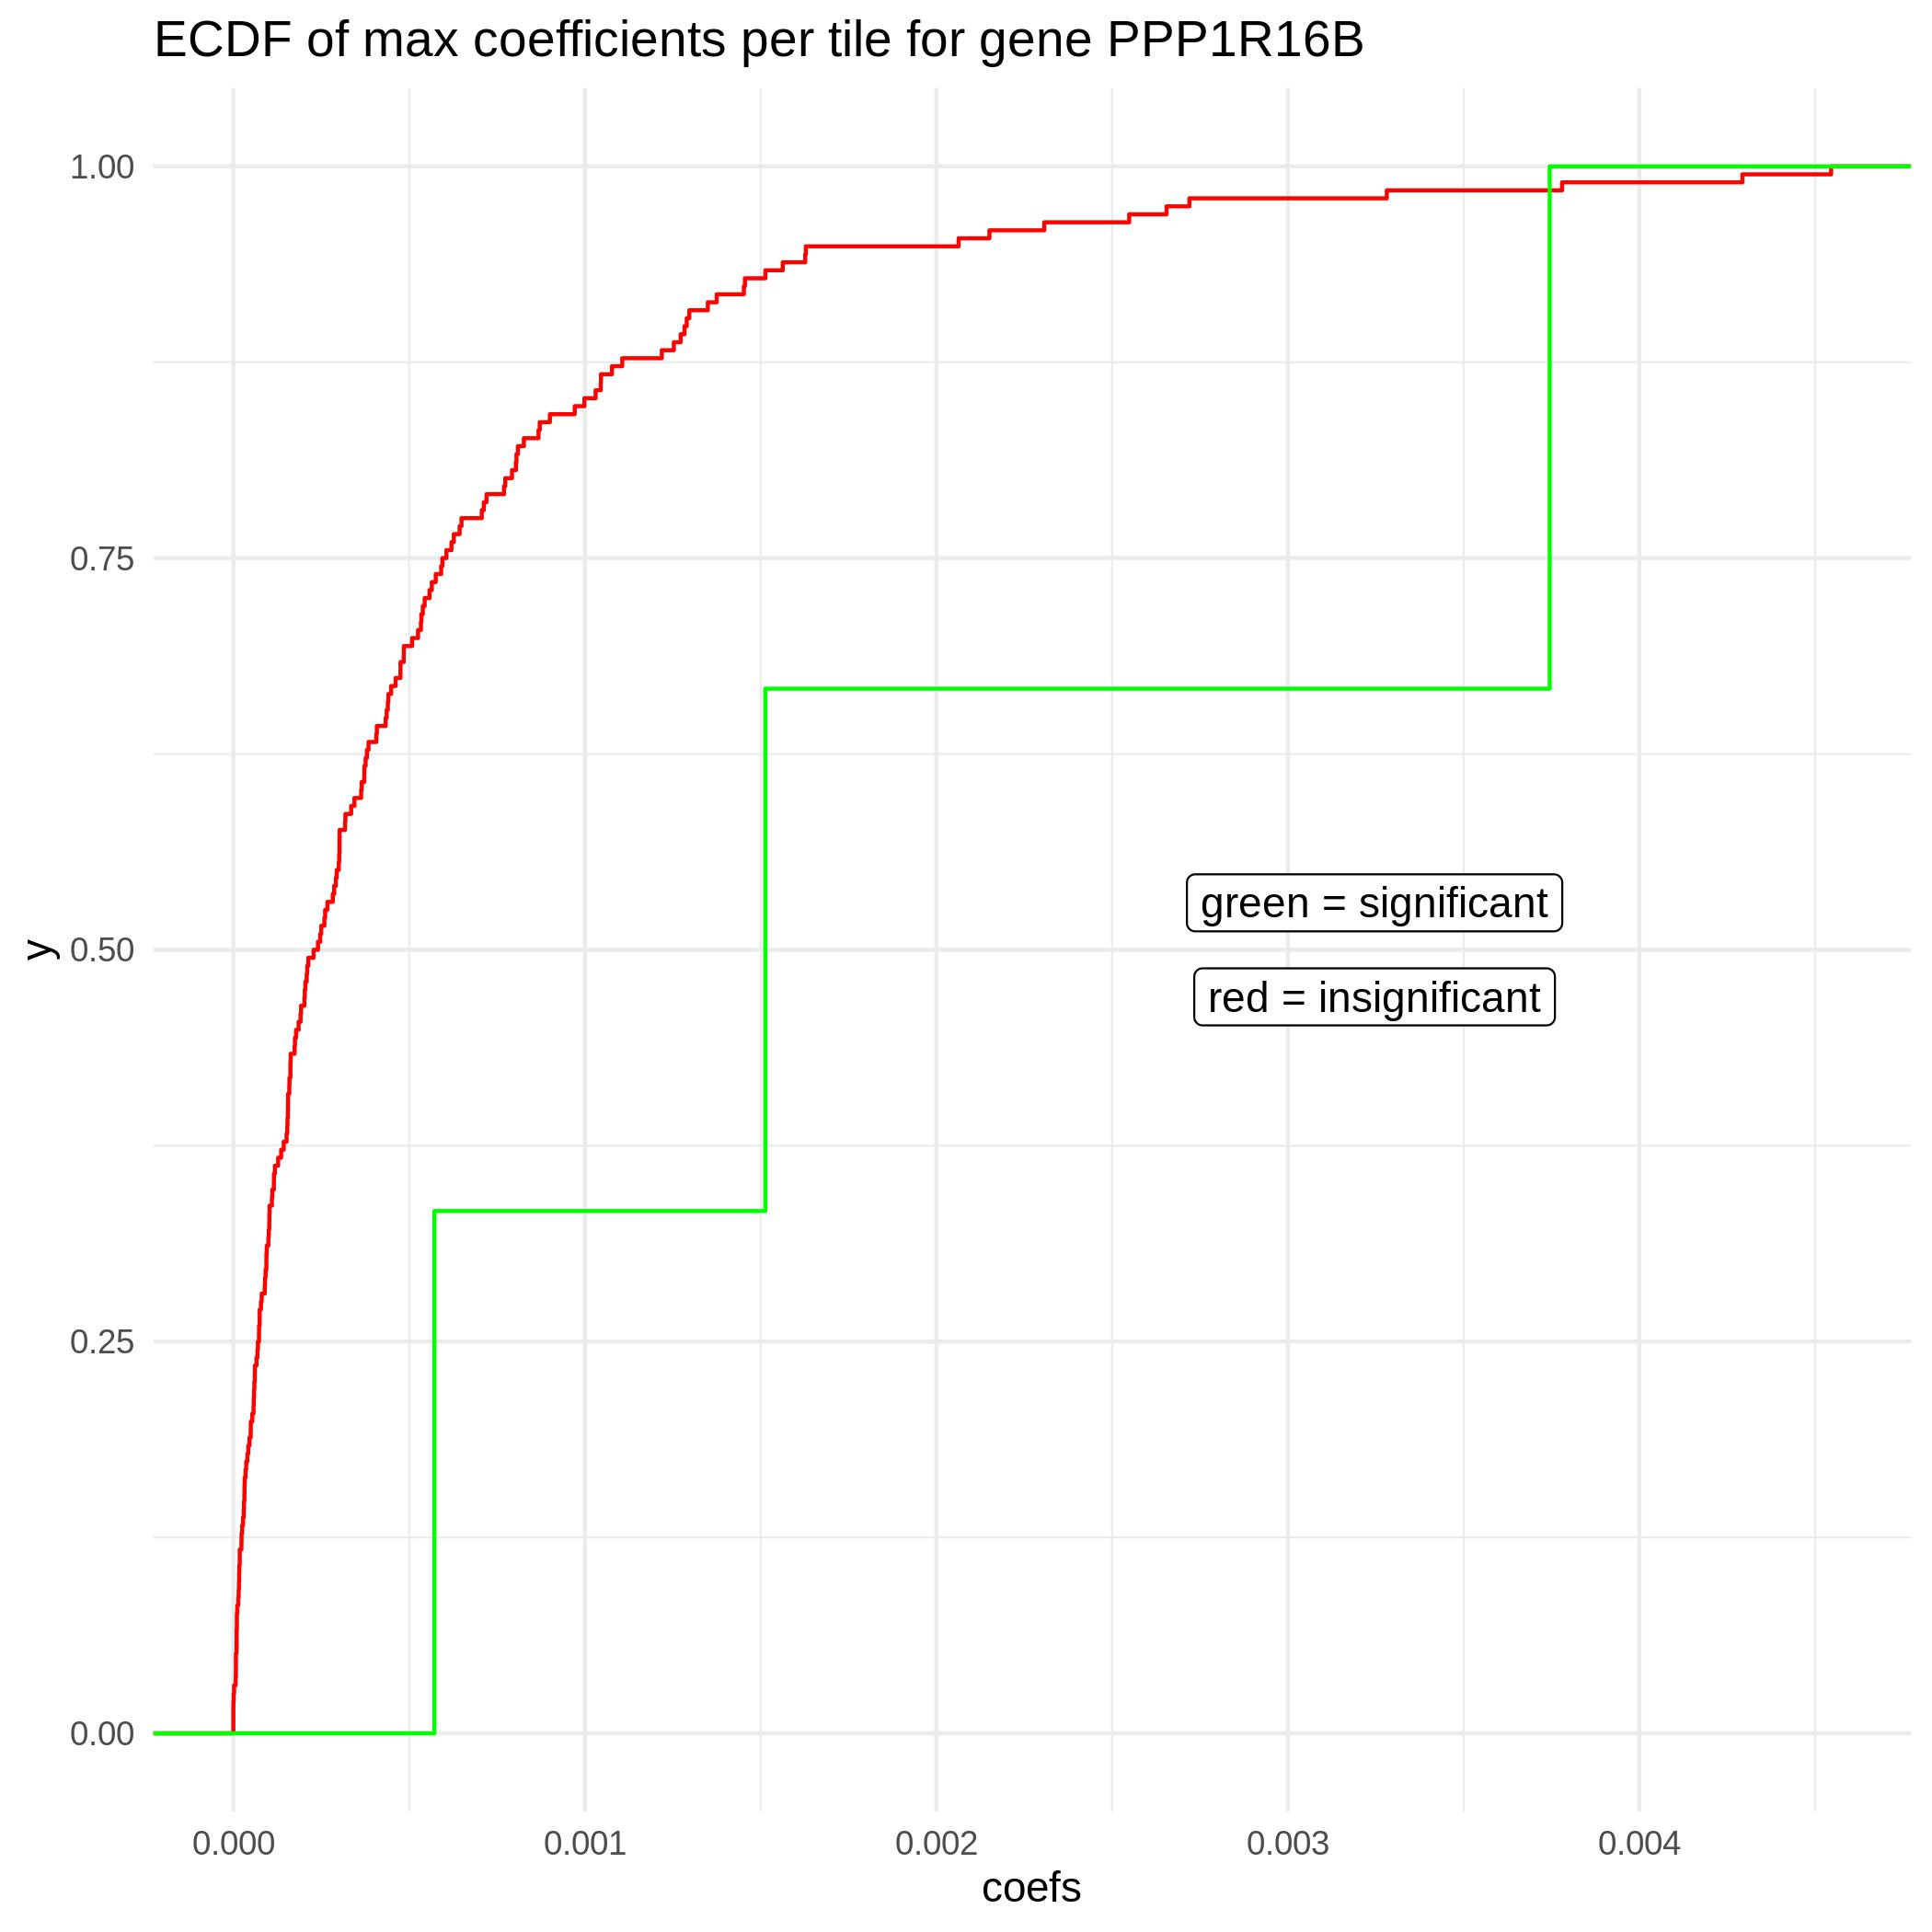 ECDF of max coefficients per tile for gene PPP1R16B
1.00
0.75
0.50
0.25
0.00
y
green = significant
red = insignificant
0.000 0.001 0.002 0.003 0.004
coefs